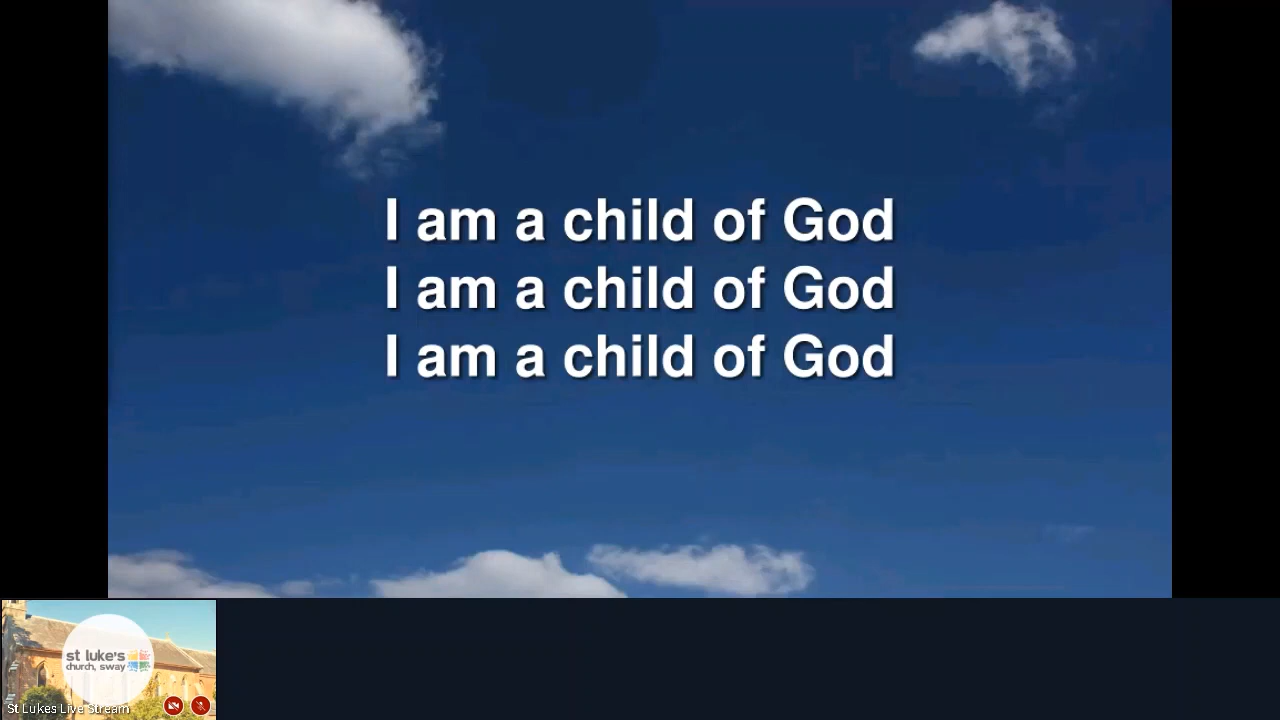 I am a child of God
I am a child of God
I am a child of God
st luke's
church, sway
St Lukes Live Stream